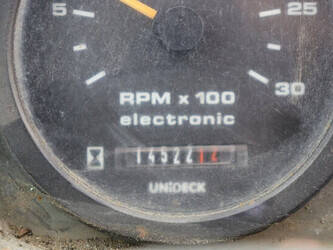 5 25
30
RPM x 100
electronic
1452212
UNiDECK